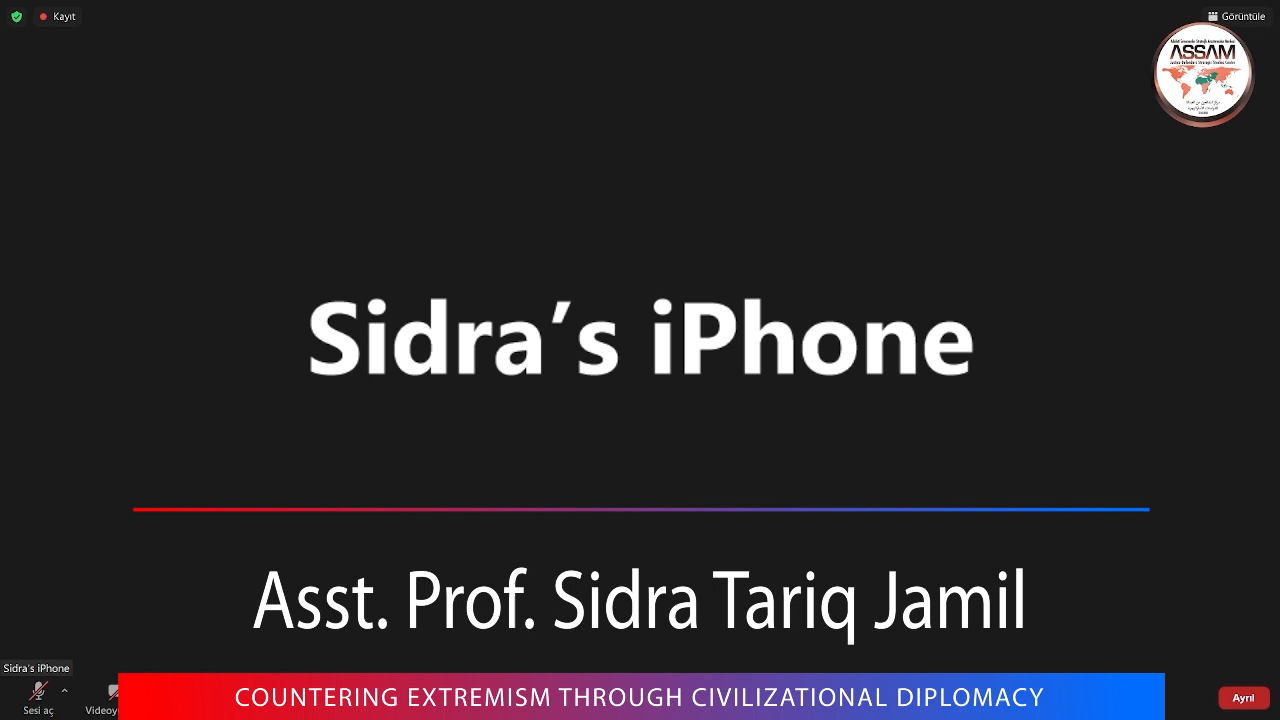 Kayıt
Görüntüle
ASSAM
Sidra’s iPhone
Asst. Prof. Sidra Tariq Jamil
Sidra's iPhone
Sesi aç
COUNTERING EXTREMISM THROUGH CIVILIZATIONAL DIPLOMACY
Ayrıl